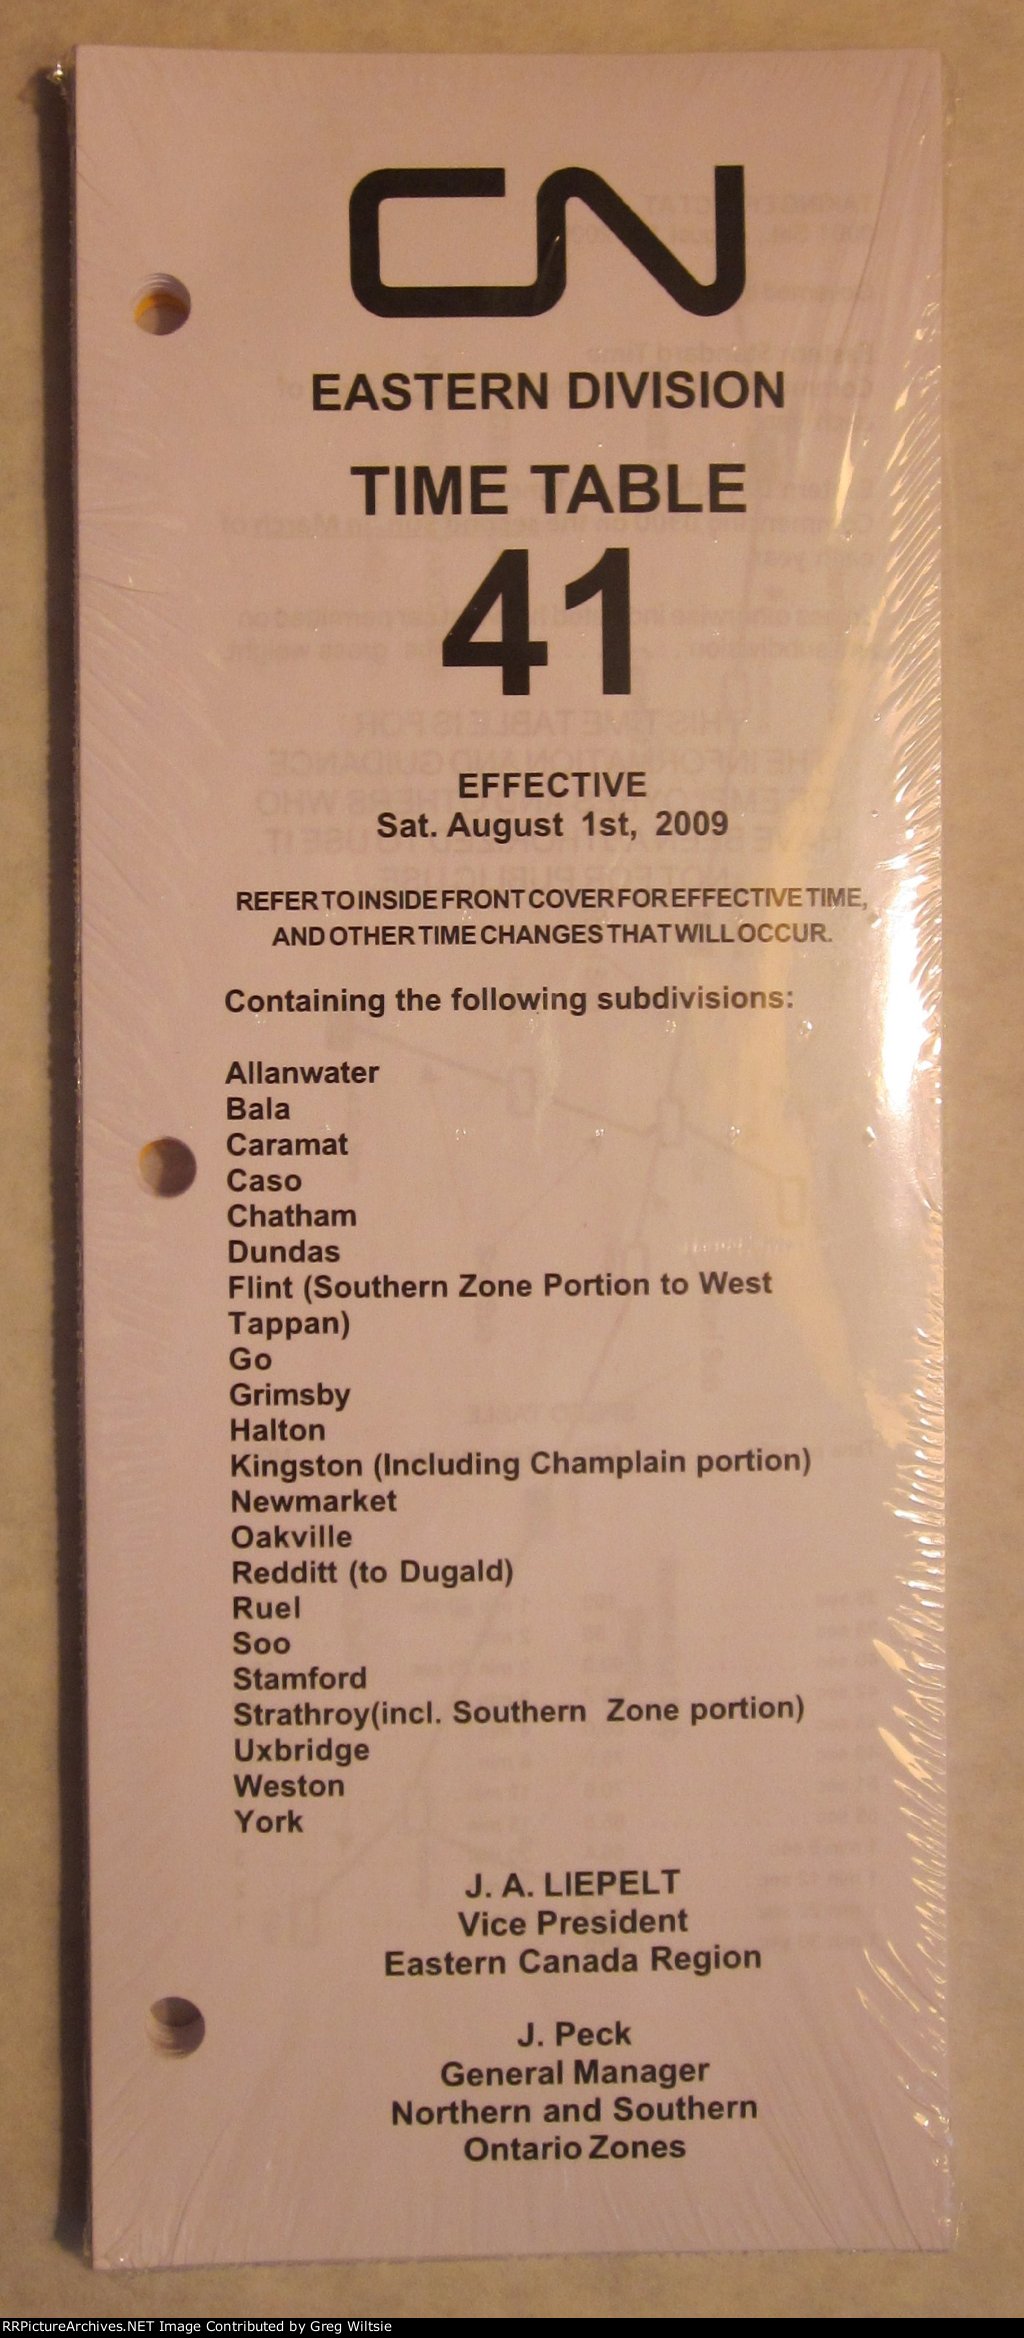 CN
EASTERN DIVISION
TIME TABLE
41
EFFECTIVE
Sat. August 1st, 2009
REFER TO INSIDE FRONT COVER FOR EFFECTIVE TIME,
AND OTHER TIME CHANGES THAT WILL OCCUR.
Containing the following subdivisions:
Allanwater
Bala
Caramat
Caso
Chatham
Dundas
Flint (Southern Zone Portion to West
Tappan)
Go
Grimsby
Halton
Kingston (Including Champlain portion)
Newmarket
Oakville
Redditt (to Dugald)
Ruel
Soo
Stamford
Strathroy(incl. Southern Zone portion)
Uxbridge
Weston
York
J. A. LIEPELT
Vice President
Eastern Canada Region
J. Peck
General Manager
Northern and Southern
Ontario Zones
RRPictureArchives.NET Image Contributed by Greg Wiltsie